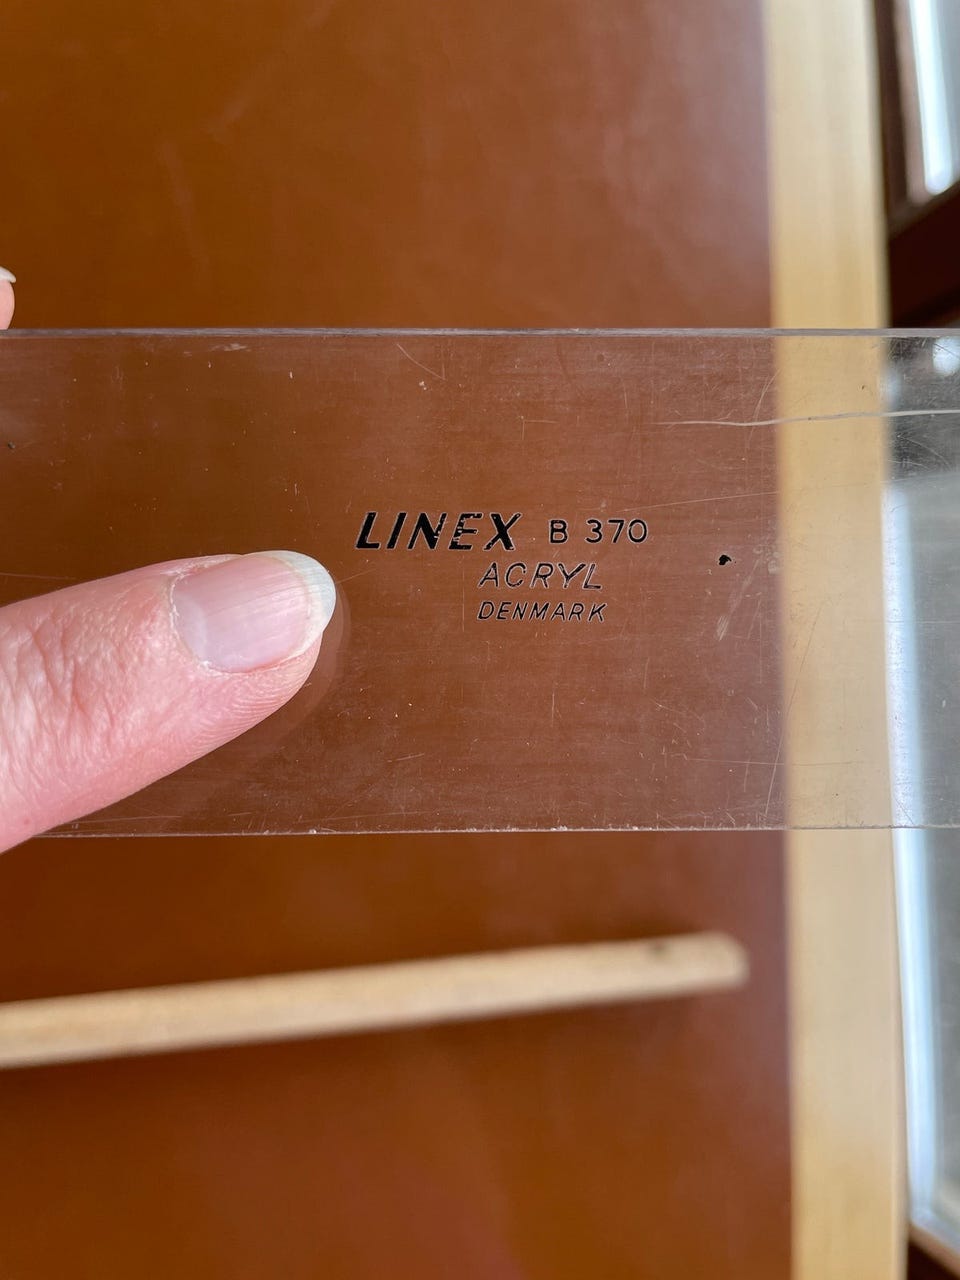 LINEX B 370
ACRYL
DENMARK